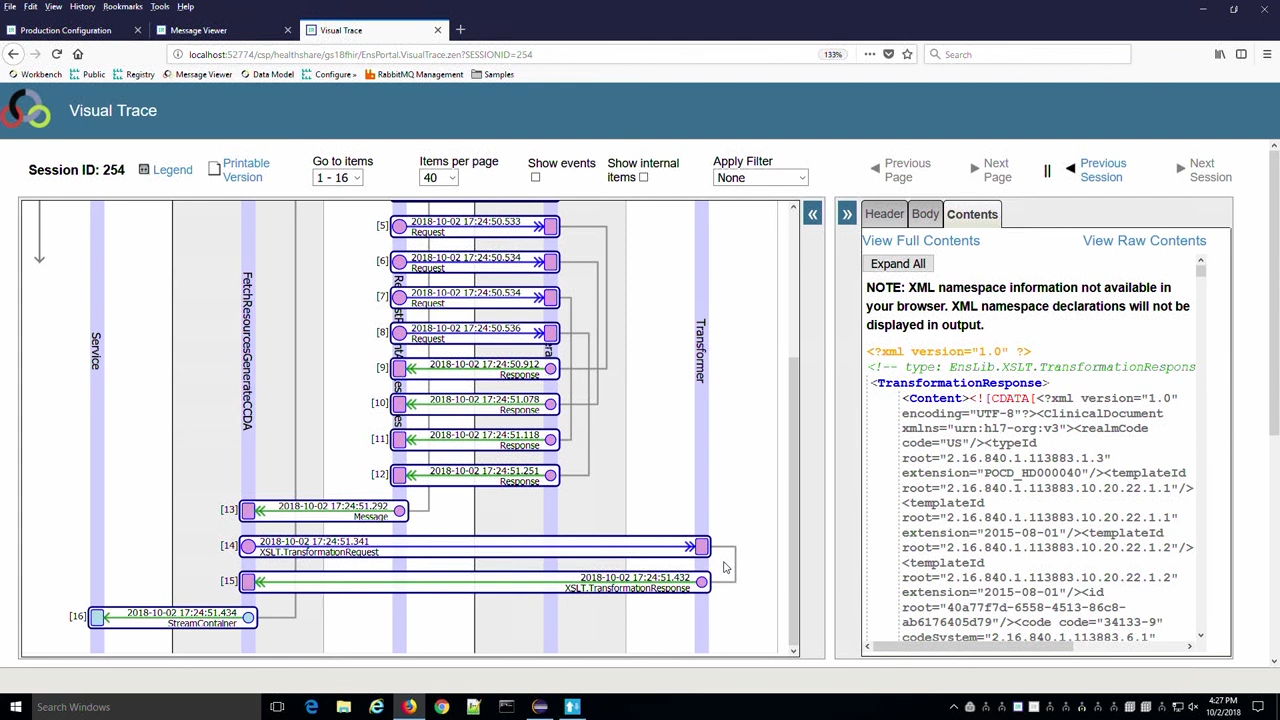 File Edit View History Bookmarks Tools Help
Production Configuration
Message Viewer
Visual Trace
localhost:52774/csp/healthshare/gs18fhir/EnsPortal.VisualTrace.zen?SESSIONID=254
133%
Search
Workbench Public Registry Message Viewer Data Model Configure » RabbitMQ Management Samples
Visual Trace
Session ID: 254
Legend
Printable
Version
Go to items
1 - 16
Items per page
40
Show events
Show internal
items
Apply Filter
None
Previous
Page
Next
Page
Previous
Session
Next
Session
[5] 2018-10-02 17:24:50.533
Request
[6] 2018-10-02 17:24:50.534
Request
[7] 2018-10-02 17:24:50.534
Request
[8] 2018-10-02 17:24:50.536
Request
[9] 2018-10-02 17:24:50.912
Response
[10] 2018-10-02 17:24:51.078
Response
[11] 2018-10-02 17:24:51.118
Response
[12] 2018-10-02 17:24:51.251
Response
[13] 2018-10-02 17:24:51.292
Message
[14] 2018-10-02 17:24:51.341
XSLT.TransformationRequest
[15] 2018-10-02 17:24:51.432
XSLT.TransformationResponse
[16] 2018-10-02 17:24:51.434
StreamContainer
Service
FetchResourcesGenerateCCDA
Transformer
Header Body Contents
View Full Contents View Raw Contents
Expand All
NOTE: XML namespace information not available in
your browser. XML namespace declarations will not be
displayed in output.
<?xml version="1.0" ?>
<!-- type: EnsLib.XSLT.TransformationRespons
<TransformationResponse>
<Content><![CDATA[<?xml version="1.0"
encoding="UTF-8"?><ClinicalDocument
xmlns="urn:hl7-org:v3"><realmCode
code="US"/><typeId
root="2.16.840.1.113883.1.3"
extension="POCD_HD000040"/><templateId
root="2.16.840.1.113883.10.20.22.1.1"/>
<templateId
root="2.16.840.1.113883.10.20.22.1.1"
extension="2015-08-01"/><templateId
root="2.16.840.1.113883.10.20.22.1.2"/>
<templateId
root="2.16.840.1.113883.10.20.22.1.2"
extension="2015-08-01"/><id
root="40a77f7d-6558-4513-86c8-
ab6176405d79"/><code code="34133-9"
codeSystem="2.16.840.1.113883.6.1"
Search Windows
4:27 PM
10/2/2018